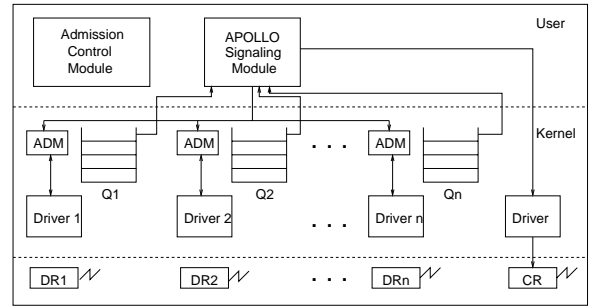 User
Admission
Control
Module
APOLLO
Signaling
Module
Kernel
ADM
ADM
. . .
ADM
Q1
Q2
Qn
Driver 1
Driver 2
. . .
Driver n
Driver
DR1
DR2
. . .
DRn
CR